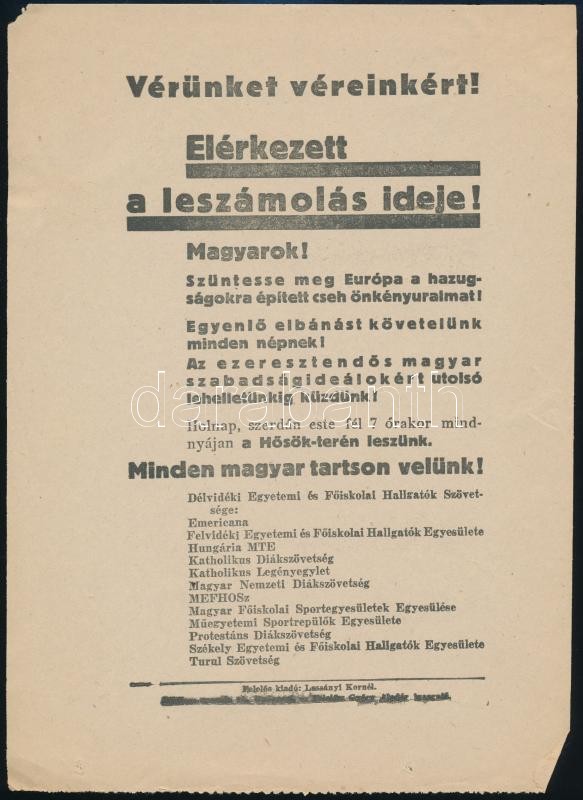 Vérünket véreinkért!
Elérkezett
a leszámolás ideje!
Magyarok!
Szüntesse meg Európa a hazug-
ságokra épített cseh önkényuralmat!
Egyenlő elbánást követelünk
minden népnek!
Az ezeresztendős magyar
szabadságideálokért utolsó
lehelletünkig küzdünk!
Holnap, szerdán este fél 7 órakor mind-
nyájan a Hősök-terén leszünk.
Minden magyar tartson velünk!
Délvidéki Egyetemi és Főiskolai Hallgatók Szövet-
sége:
Emericana
Felvidéki Egyetemi és Főiskolai Hallgatók Egyesülete
Hungária MTE
Katholikus Diákszövetség
Katholikus Legényegylet
Magyar Nemzeti Diákszövetség
MEFHOSz
Magyar Főiskolai Sportegyesületek Egyesülése
Műegyetemi Sportrepülők Egyesülete
Protestáns Diákszövetség
Székely Egyetemi és Főiskolai Hallgatók Egyesülete
Turul Szövetség
Felelős kiadó: Lassányi Kornél.
darabanth